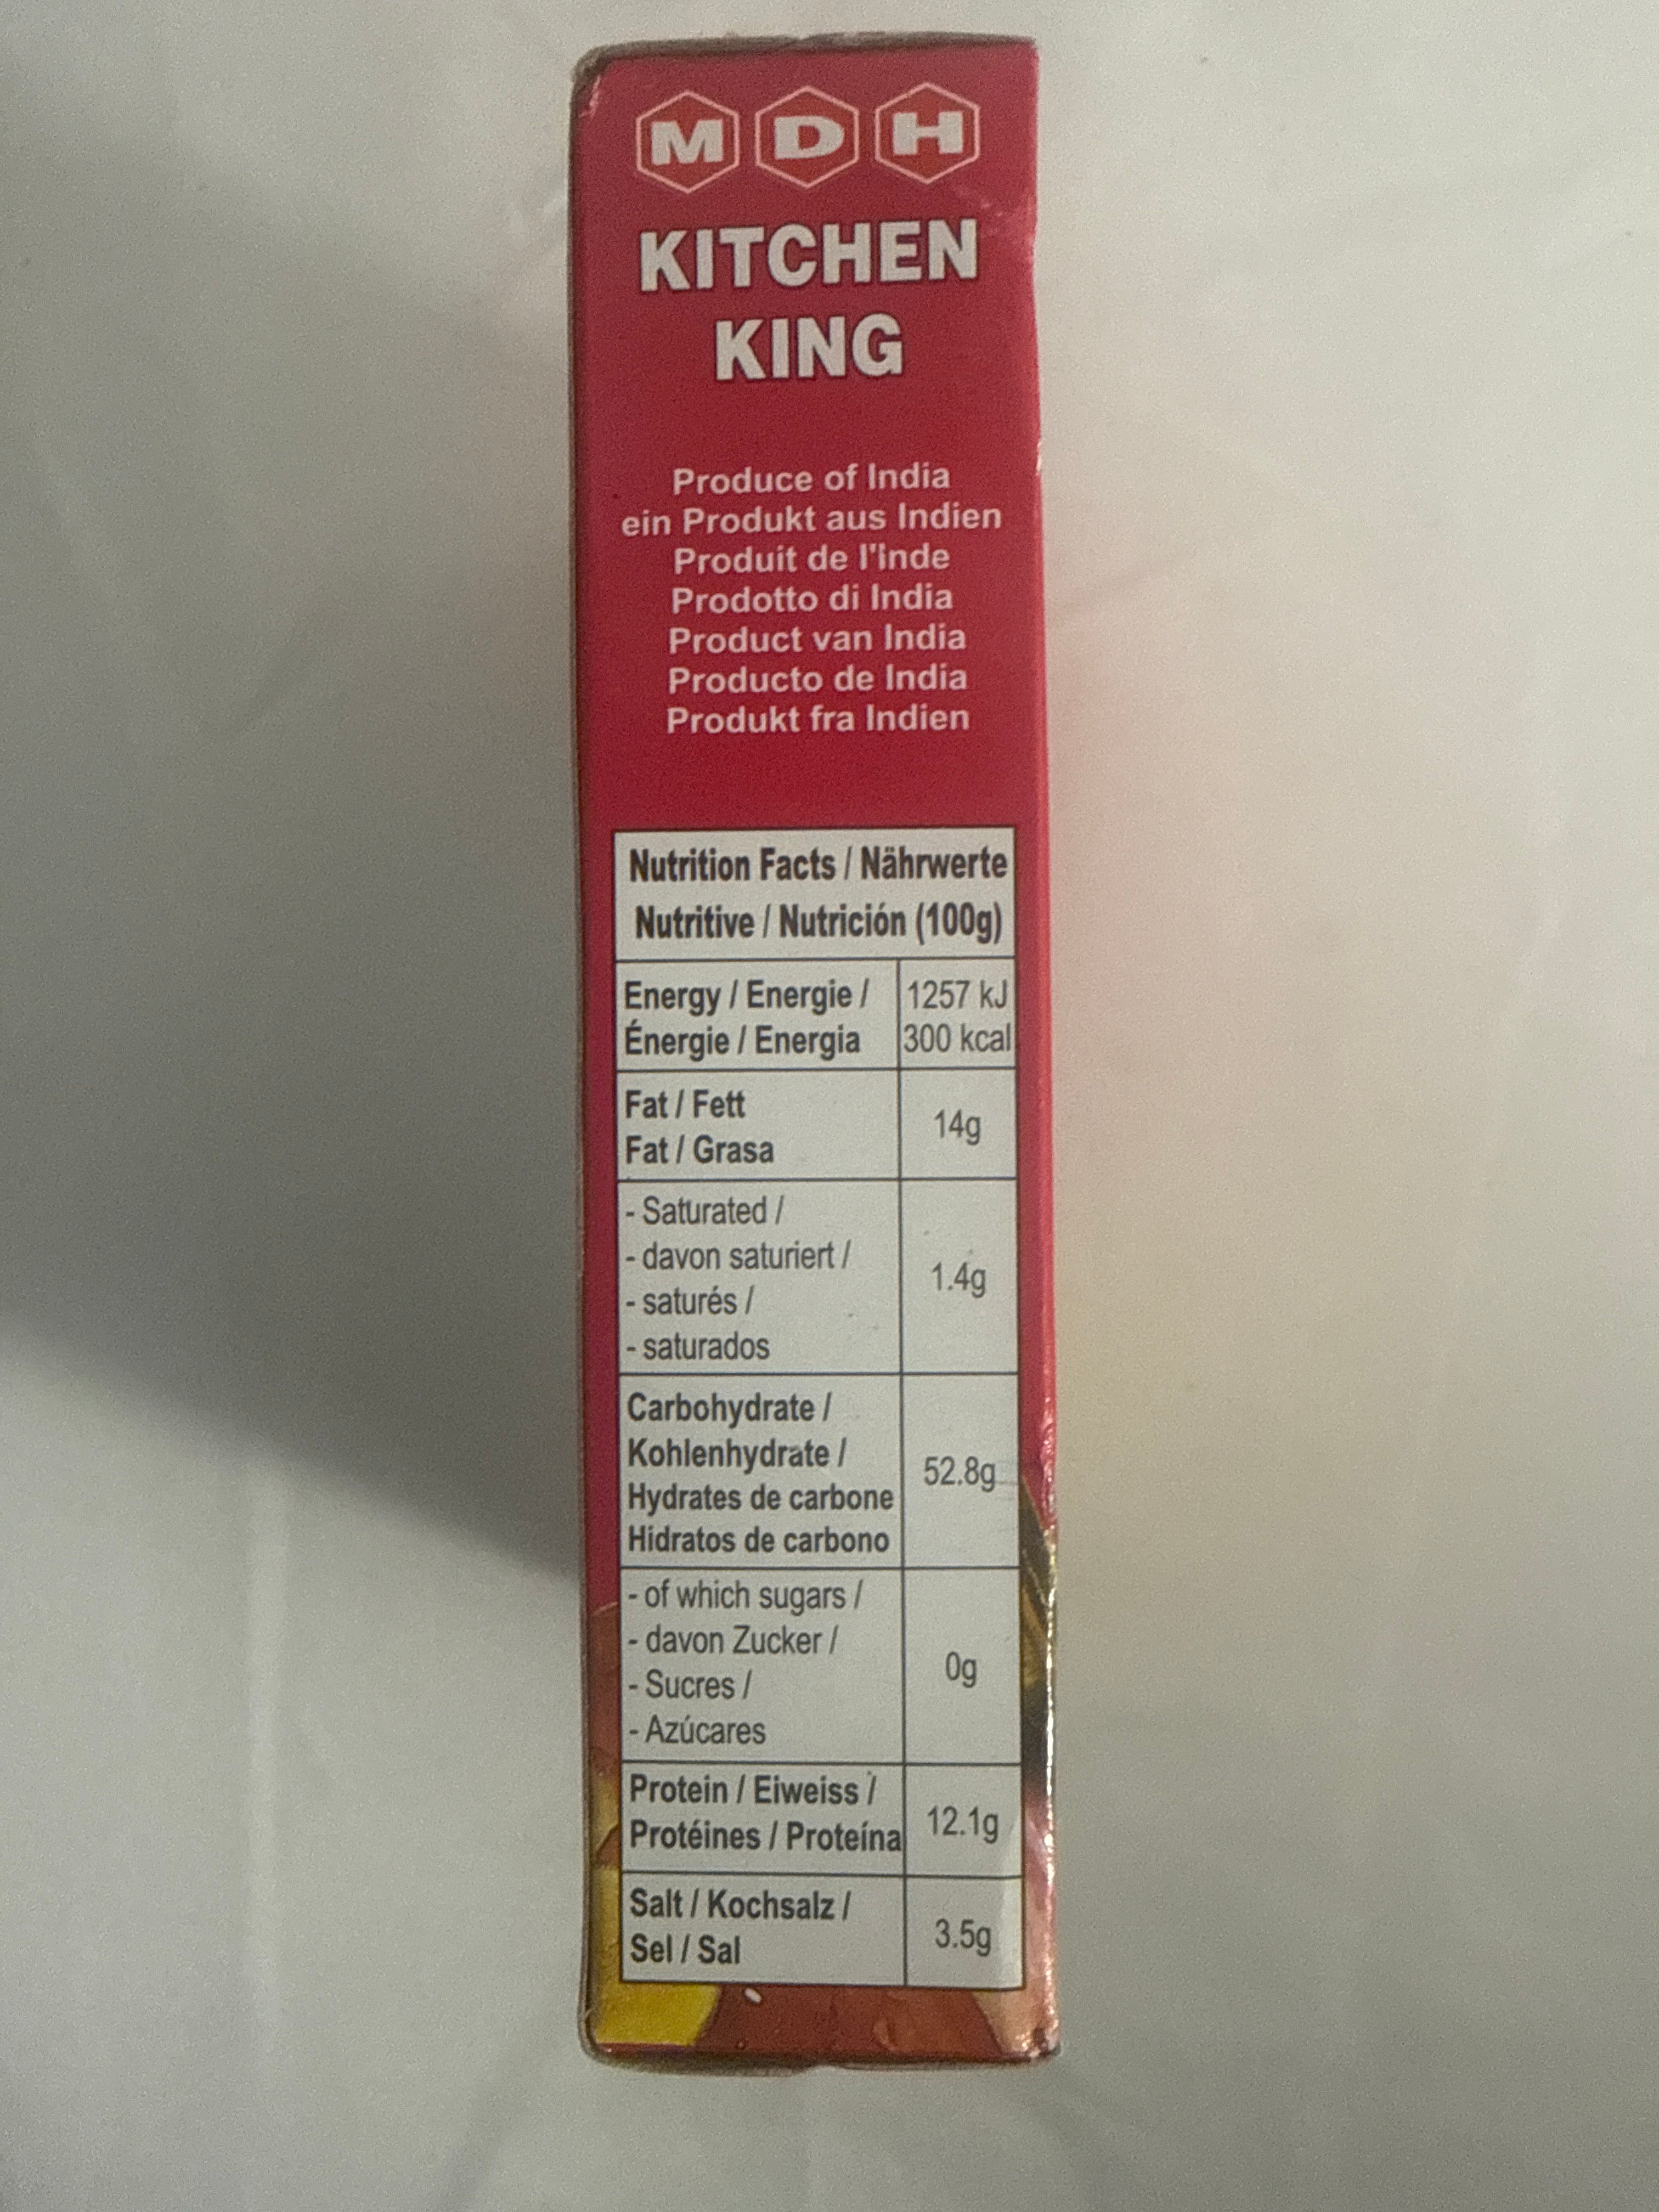 MDH
KITCHEN
KING
Produce of India
ein Produkt aus Indien
Produit de l'Inde
Prodotto di India
Product van India
Producto de India
Produkt fra Indien
Nutrition Facts / Nährwerte
Nutritive / Nutrición (100g)
Energy / Energie / 1257 kJ
Énergie / Energia 300 kcal
Fat / Fett
Fat / Grasa
14g
- Saturated /
- davon saturiert /
- saturés /
- saturados
1.4g
Carbohydrate /
Kohlenhydrate /
Hydrates de carbone
Hidratos de carbono
52.8g
- of which sugars /
- davon Zucker /
- Sucres /
- Azúcares
0g
Protein / Eiweiss /
Protéines / Proteína
12.1g
Salt / Kochsalz /
Sel / Sal
3.5g